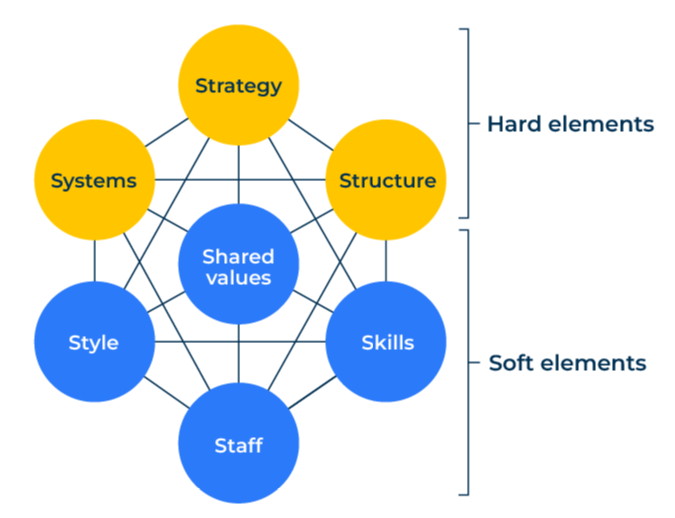 Strategy
Hard elements
Systems
Structure
Shared
values
Style
Skills
Soft elements
Staff